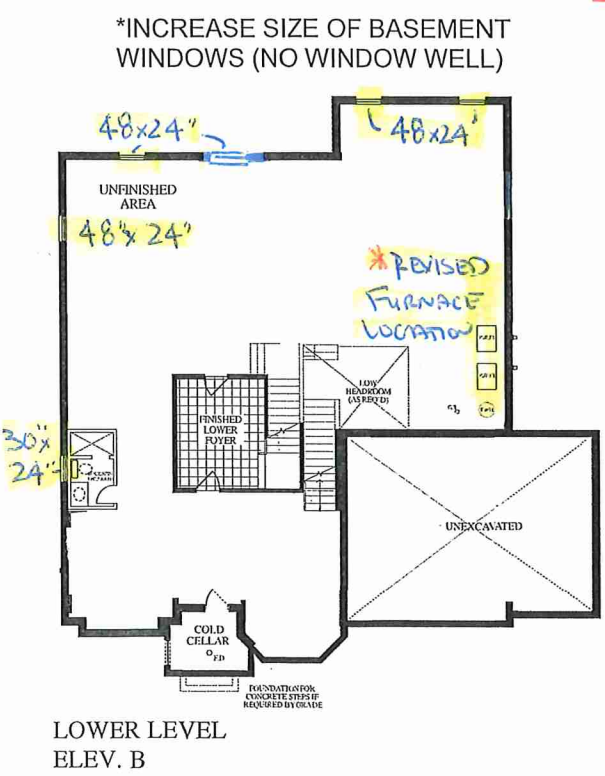 *INCREASE SIZE OF BASEMENT
WINDOWS (NO WINDOW WELL)
48x24"
48x24"
UNFINISHED
AREA
48"x 24"
* REVISED
FURNACE
LOCATION
LOW
HEADROOM
(AS REQ'D)
FINISHED
LOWER
FOYER
30"x
24"
UNEXCAVATED
COLD
CELLAR
F.D
FOUNDATION FOR
CONCRETE STEPS IF
REQUIRED BY GRADE
LOWER LEVEL
ELEV. B